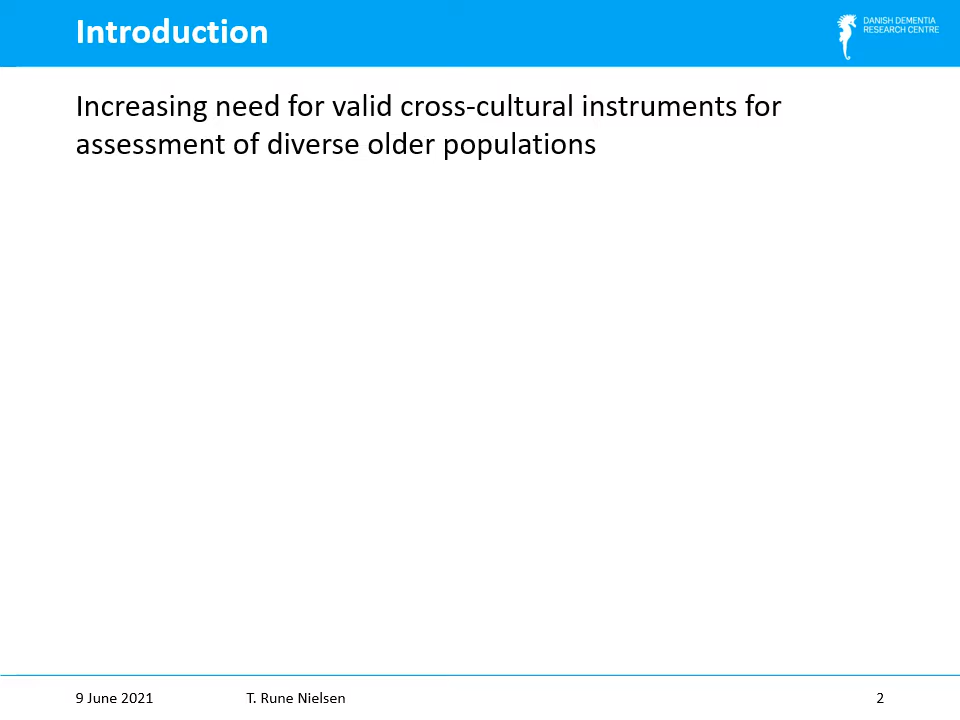 Introduction
DANISH DEMENTIA
RESEARCH CENTRE
Increasing need for valid cross-cultural instruments for
assessment of diverse older populations
9 June 2021
T. Rune Nielsen
2